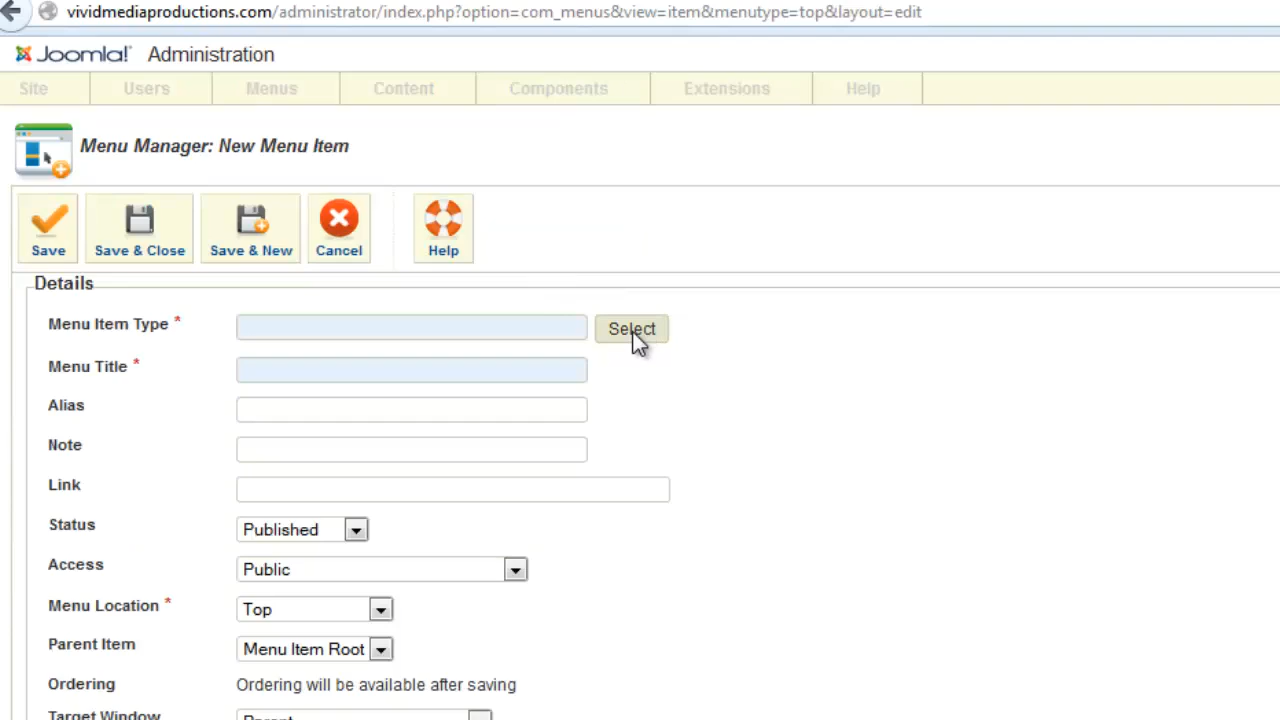 vividmediaproductions.com/administrator/index.php?option=com_menus&view=item&menutype=top&layout=edit
Joomla! Administration
Site Users Menus Content Components Extensions Help
Menu Manager: New Menu Item
Save Save & Close Save & New Cancel Help
Details
Menu Item Type * Select
Menu Title *
Alias
Note
Link
Status Published
Access Public
Menu Location * Top
Parent Item Menu Item Root
Ordering Ordering will be available after saving
Target Window Parent